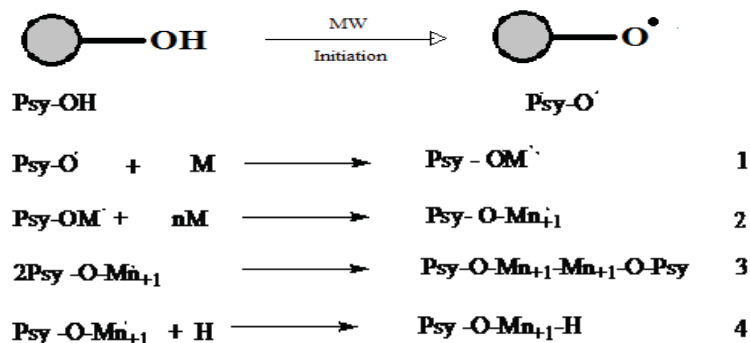 OH MW Initiation O•
Psy-OH Psy-O˙
Psy-O˙ + M Psy - OM˙ 1
Psy-OM˙ + nM Psy- O-Mn+1 2
2Psy -O-Mn+1 Psy-O-Mn+1-Mn+1-O-Psy 3
Psy -O-Mn+1 + H Psy -O-Mn+1-H 4